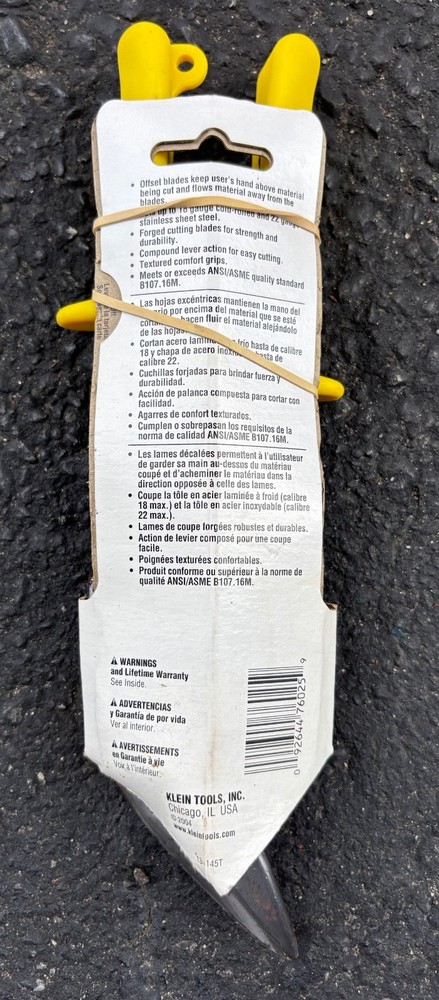 • Offset blades keep user's hand above material
being cut and flows material away from the
blades.
up to 18 gauge cold-rolled and 22
stainless sheet steel.
• Forged cutting blades for strength and
durability.
• Compound lever action for easy cutting.
• Textured comfort grips.
• Meets or exceeds ANSI/ASME quality standard
B107.16M.
• Las hojas excéntricas mantienen la mano del
por encima del material que se esté
hacen fluir el material alejándolo
de las hojas
• Cortan acero frío hasta de calibre
18 y chapa de acero hasta de
calibre 22.
• Cuchillas forjadas para brindar fuerza y
durabilidad.
• Acción de palanca compuesta para cortar con
facilidad.
• Agarres de confort texturados.
• Cumplen o sobrepasan los requisitos de la
norma de calidad ANSI/ASME B107.16M.
• Les lames décalées permettent à l'utilisateur
de garder sa main au-dessus du matériau
coupé et d'acheminer le matériau dans la
direction opposée à celle des lames.
• Coupe la tôle en acier laminée à froid (calibre
18 max.) et la tôle en acier inoxydable (calibre
22 max.).
• Lames de coupe forgées robustes et durables.
• Action de levier composé pour une coupe
facile.
• Poignées texturées confortables.
• Produit conforme ou supérieur à la norme de
qualité ANSI/ASME B107.16M.
⚠ WARNINGS
and Lifetime Warranty
See Inside.
⚠ ADVERTENCIAS
y Garantía de por vida
Ver al interior.
⚠ AVERTISSEMENTS
en Garantie à vie
Voir à l'intérieur.
0 92644 76025 9
KLEIN TOOLS, INC.
Chicago, IL USA
© 2004
www.kleintools.com
145T